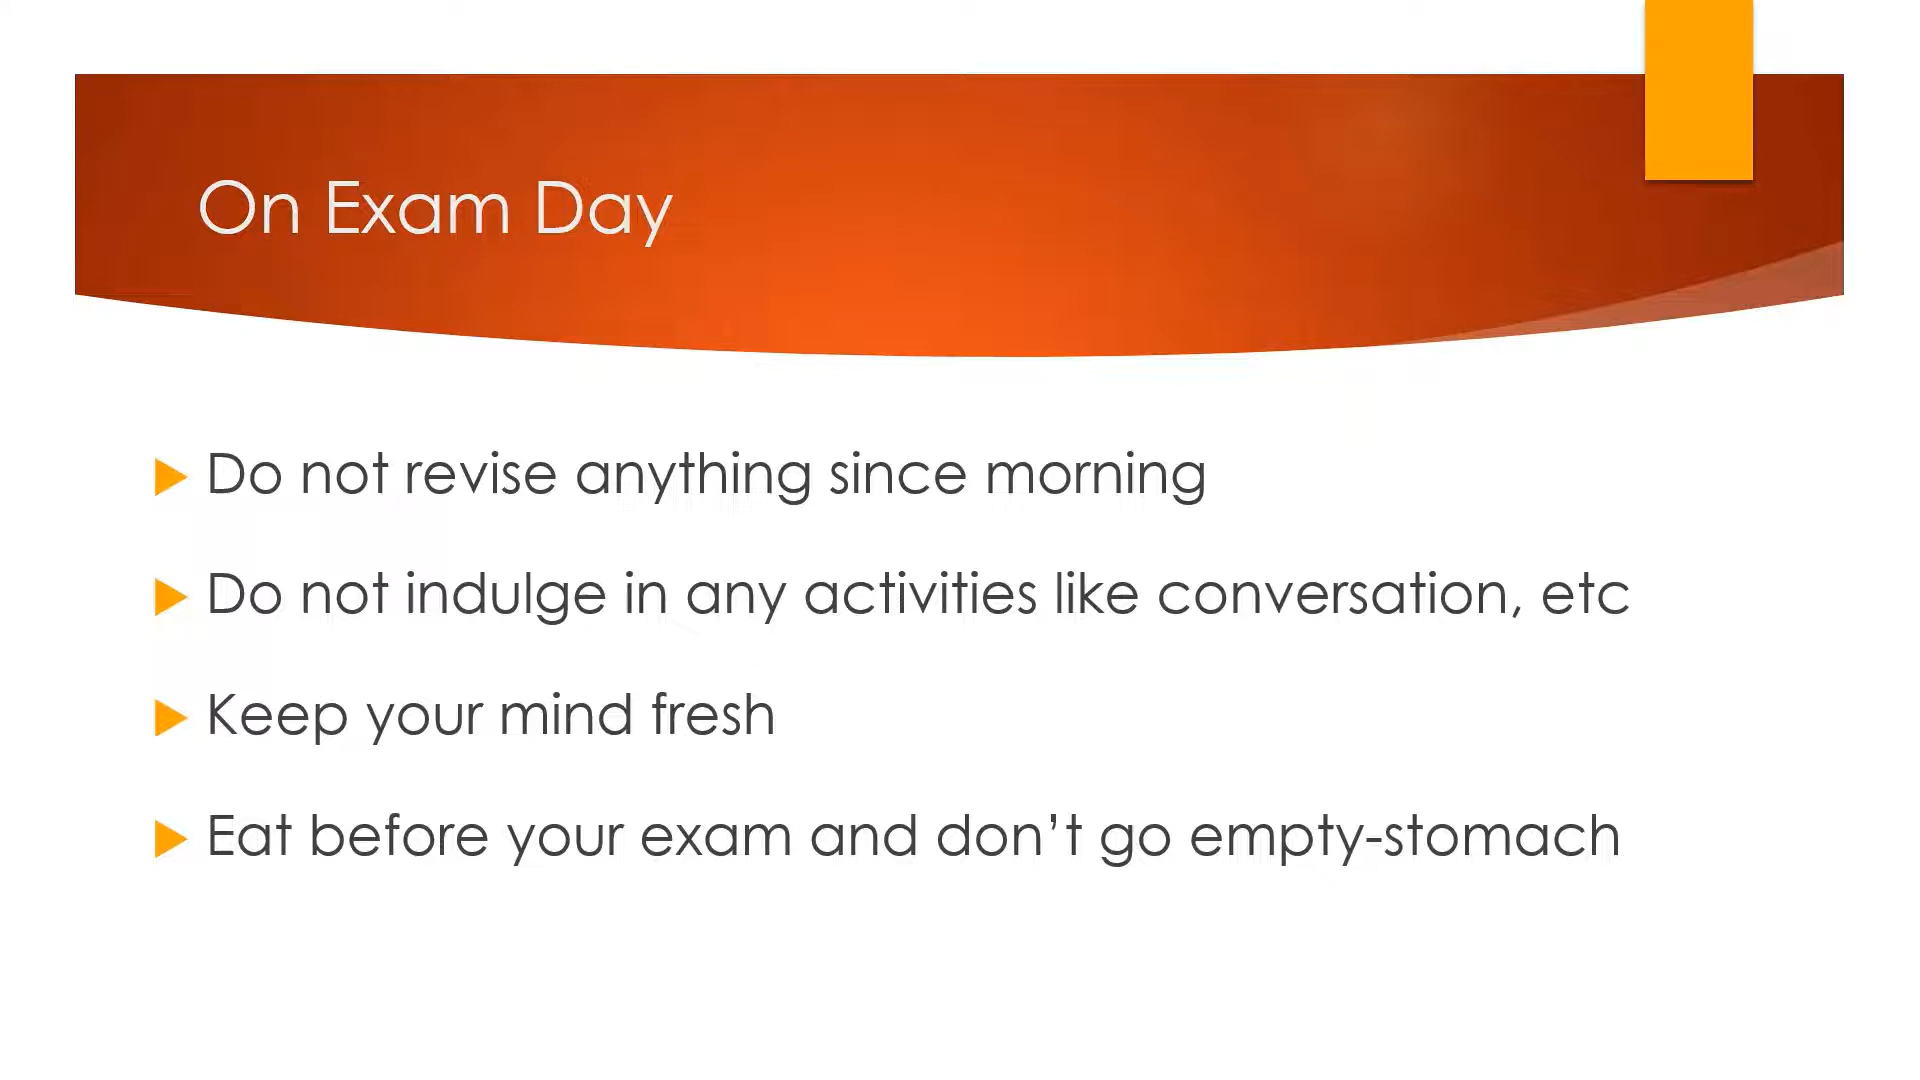 On Exam Day
Do not revise anything since morning
Do not indulge in any activities like conversation, etc
Keep your mind fresh
Eat before your exam and don’t go empty-stomach